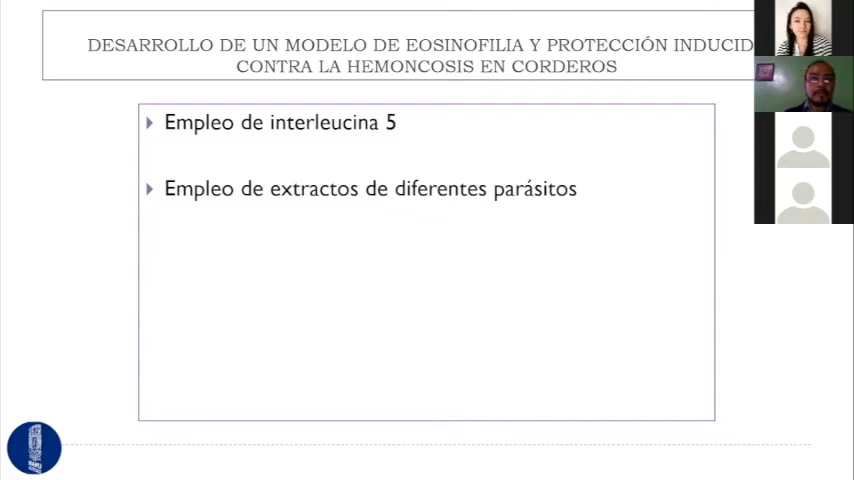 DESARROLLO DE UN MODELO DE EOSINOFILIA Y PROTECCIÓN INDUCID
CONTRA LA HEMONCOSIS EN CORDEROS
Empleo de interleucina 5
Empleo de extractos de diferentes parásitos